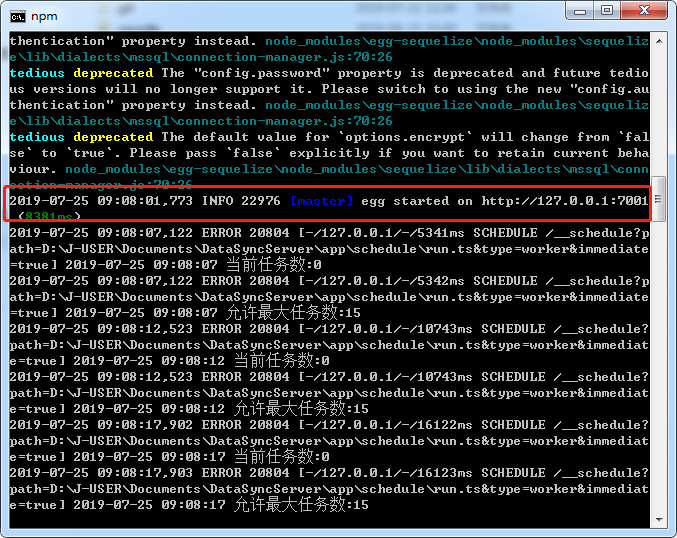 npm
thentication" property instead. node_modules\egg-sequelize\node_modules\sequeliz
e\lib\dialects\mssql\connection-manager.js:70:26
tedious deprecated The "config.password" property is deprecated and future tedio
us versions will no longer support it. Please switch to using the new "config.au
thentication" property instead. node_modules\egg-sequelize\node_modules\sequeliz
e\lib\dialects\mssql\connection-manager.js:70:26
tedious deprecated The default value for `options.encrypt` will change from `fal
se` to `true`. Please pass `false` explicitly if you want to retain current beha
viour. node_modules\egg-sequelize\node_modules\sequelize\lib\dialects\mssql\conn
ection-manager.js:70:26
2019-07-25 09:08:01,773 INFO 22976 [master] egg started on http://127.0.0.1:7001
(8381ms)
2019-07-25 09:08:07,122 ERROR 20804 [-/127.0.0.1/-/5341ms SCHEDULE /__schedule?p
ath=D:\J-USER\Documents\DataSyncServer\app\schedule\run.ts&type=worker&immediate
=true] 2019-07-25 09:08:07 当前任务数:0
2019-07-25 09:08:07,122 ERROR 20804 [-/127.0.0.1/-/5342ms SCHEDULE /__schedule?p
ath=D:\J-USER\Documents\DataSyncServer\app\schedule\run.ts&type=worker&immediate
=true] 2019-07-25 09:08:07 允许最大任务数:15
2019-07-25 09:08:12,523 ERROR 20804 [-/127.0.0.1/-/10743ms SCHEDULE /__schedule?
path=D:\J-USER\Documents\DataSyncServer\app\schedule\run.ts&type=worker&immediat
e=true] 2019-07-25 09:08:12 当前任务数:0
2019-07-25 09:08:12,523 ERROR 20804 [-/127.0.0.1/-/10743ms SCHEDULE /__schedule?
path=D:\J-USER\Documents\DataSyncServer\app\schedule\run.ts&type=worker&immediat
e=true] 2019-07-25 09:08:12 允许最大任务数:15
2019-07-25 09:08:17,902 ERROR 20804 [-/127.0.0.1/-/16122ms SCHEDULE /__schedule?
path=D:\J-USER\Documents\DataSyncServer\app\schedule\run.ts&type=worker&immediat
e=true] 2019-07-25 09:08:17 当前任务数:0
2019-07-25 09:08:17,903 ERROR 20804 [-/127.0.0.1/-/16123ms SCHEDULE /__schedule?
path=D:\J-USER\Documents\DataSyncServer\app\schedule\run.ts&type=worker&immediat
e=true] 2019-07-25 09:08:17 允许最大任务数:15